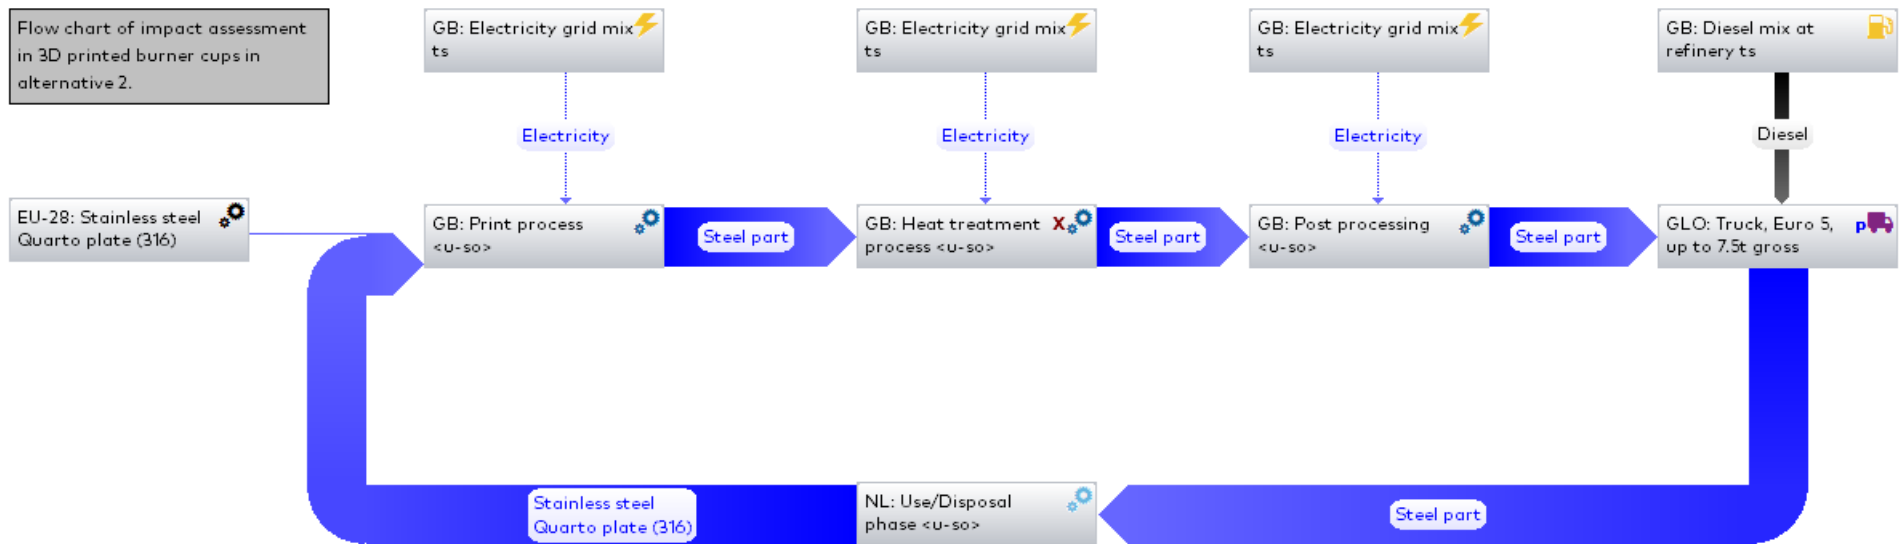 Flow chart of impact assessment
in 3D printed burner cups in
alternative 2.
GB: Electricity grid mix
ts
GB: Electricity grid mix
ts
GB: Electricity grid mix
ts
GB: Diesel mix at
refinery ts
Electricity
Electricity
Electricity
Diesel
EU-28: Stainless steel
Quarto plate (316)
GB: Print process
<u-so>
Steel part
GB: Heat treatment
process <u-so>
X
Steel part
GB: Post processing
<u-so>
Steel part
GLO: Truck, Euro 5,
up to 7.5t gross
p
Stainless steel
Quarto plate (316)
NL: Use/Disposal
phase <u-so>
Steel part